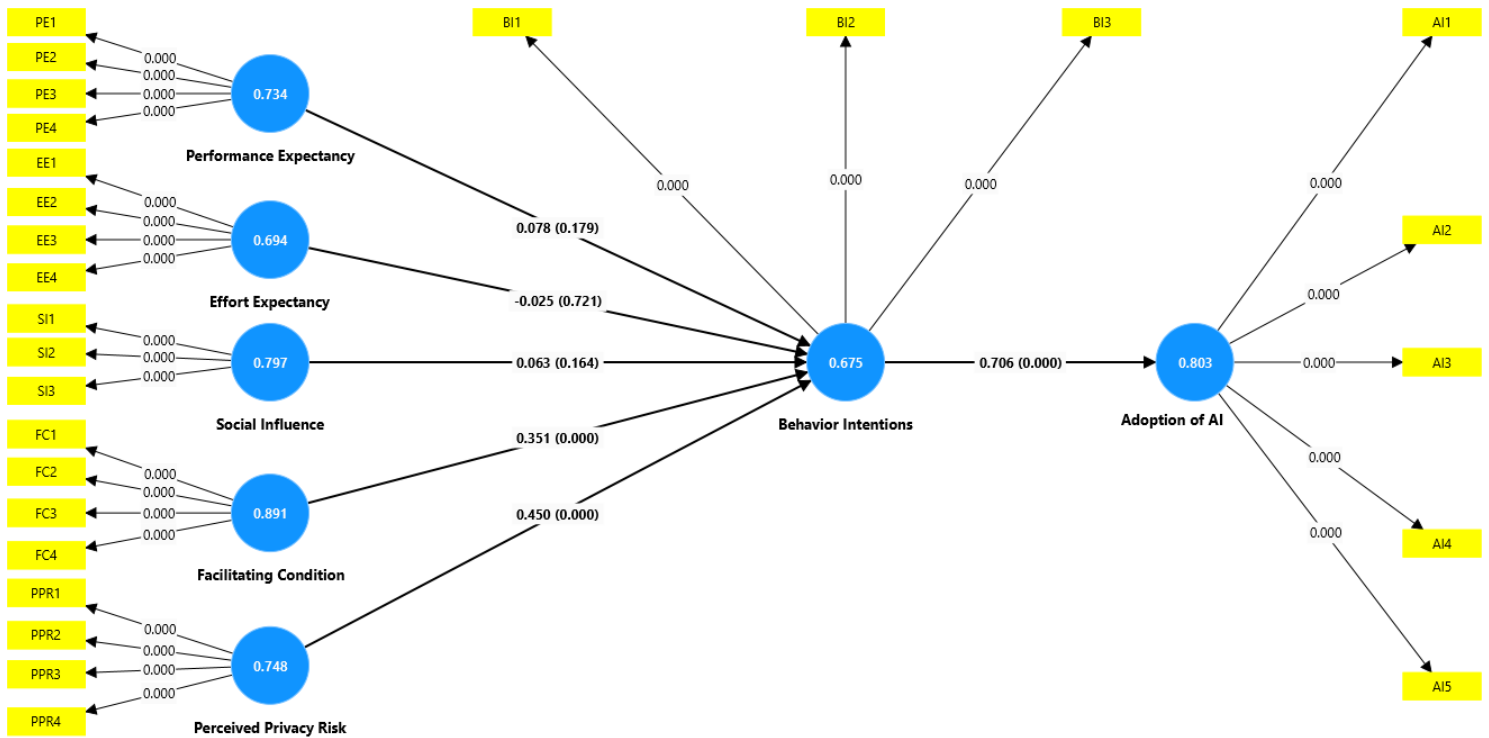 PE1
PE2
PE3
PE4
0.000
0.000
0.000
0.000
0.734
Performance Expectancy
EE1
EE2
EE3
EE4
0.000
0.000
0.000
0.000
0.694
Effort Expectancy
SI1
SI2
SI3
0.000
0.000
0.000
0.797
Social Influence
FC1
FC2
FC3
FC4
0.000
0.000
0.000
0.000
0.891
Facilitating Condition
PPR1
PPR2
PPR3
PPR4
0.000
0.000
0.000
0.000
0.748
Perceived Privacy Risk
0.078 (0.179)
-0.025 (0.721)
0.063 (0.164)
0.351 (0.000)
0.450 (0.000)
BI1
BI2
BI3
0.000
0.000
0.000
0.675
Behavior Intentions
0.706 (0.000)
0.803
Adoption of AI
0.000
0.000
0.000
0.000
0.000
AI1
AI2
AI3
AI4
AI5